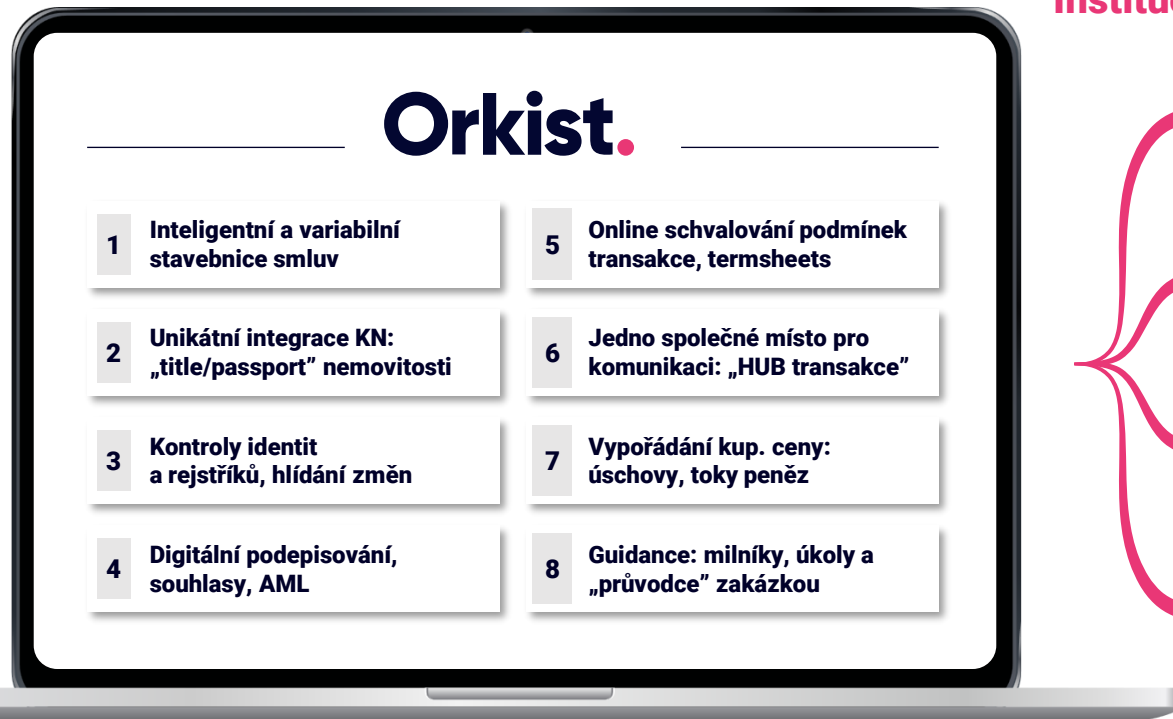 Orkist.
1
Inteligentní a variabilní
stavebnice smluv
2
Unikátní integrace KN:
„title/passport” nemovitosti
3
Kontroly identit
a rejstříků, hlídání změn
4
Digitální podepisování,
souhlasy, AML
5
Online schvalování podmínek
transakce, termsheets
6
Jedno společné místo pro
komunikaci: „HUB transakce”
7
Vypořádání kup. ceny:
úschovy, toky peněz
8
Guidance: milníky, úkoly a
„průvodce” zakázkou